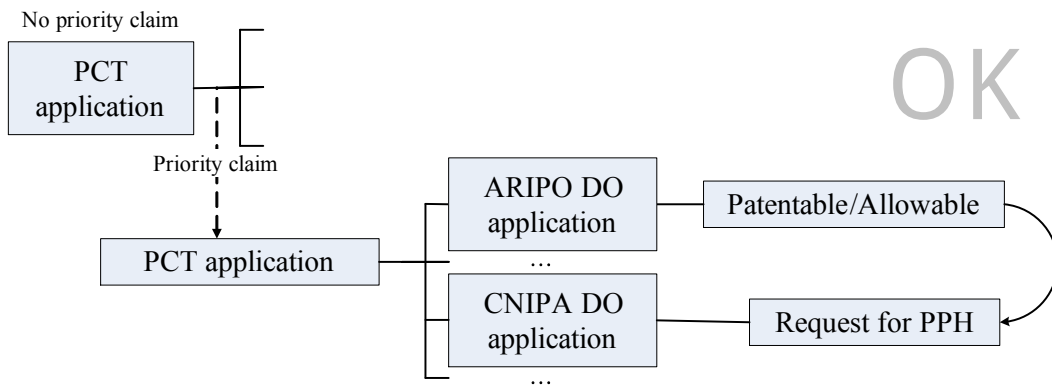 No priority claim
PCT
application
OK
Priority claim
PCT application
ARIPO DO
application
Patentable/Allowable
...
CNIPA DO
application
Request for PPH
...